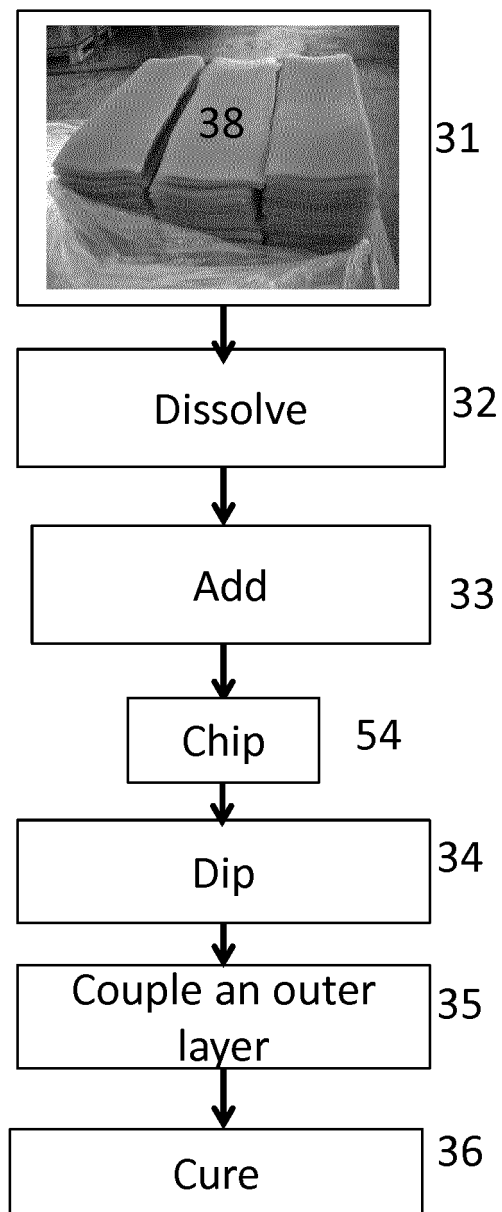 38
31
Dissolve
32
Add
33
Chip
54
Dip
34
Couple an outer
layer
35
Cure
36